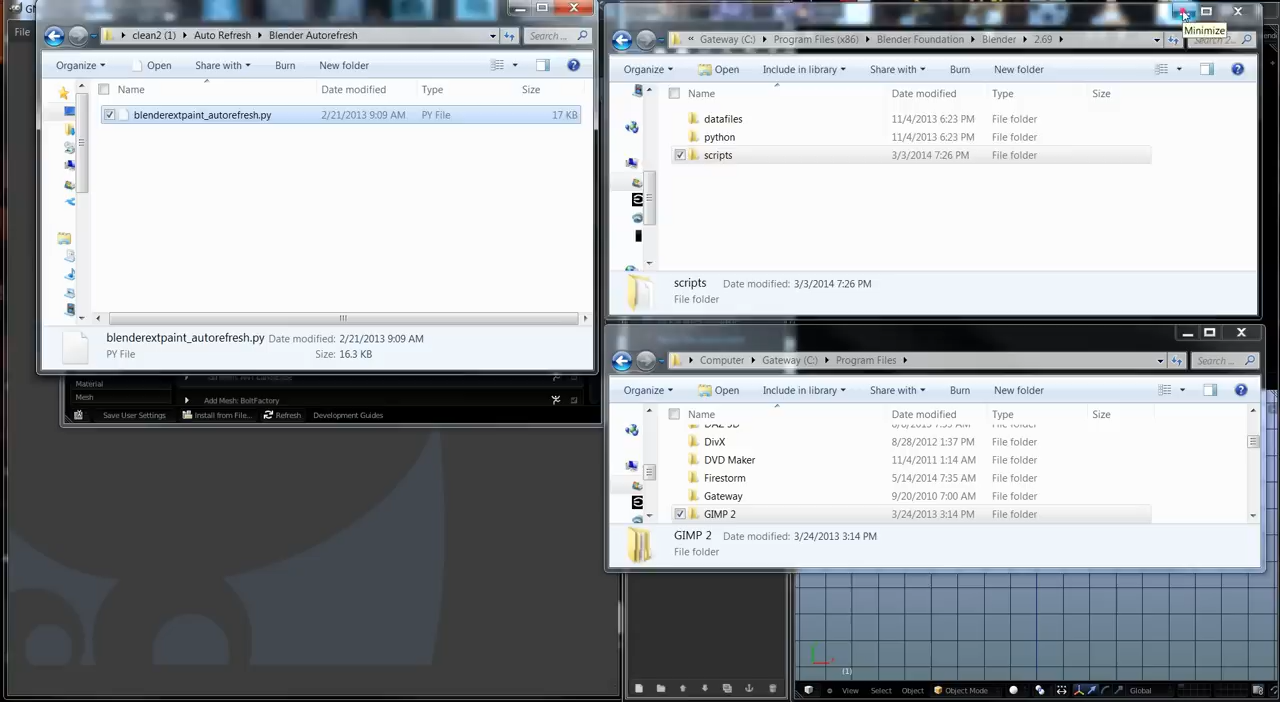 GI
File
clean2 (1) Auto Refresh Blender Autorefresh
Search ...
Organize Open Share with Burn New folder
Name Date modified Type Size
blenderextpaint_autorefresh.py 2/21/2013 9:09 AM PY File 17 KB
blenderextpaint_autorefresh.py Date modified: 2/21/2013 9:09 AM
PY File Size: 16.3 KB
Material
Mesh
Add Mesh: BoltFactory
Save User Settings Install from File... Refresh Development Guides
Minimize
« Gateway (C:) Program Files (x86) Blender Foundation Blender 2.69
Search 2...
Organize Open Include in library Share with Burn New folder
Name Date modified Type Size
datafiles 11/4/2013 6:23 PM File folder
python 11/4/2013 6:23 PM File folder
scripts 3/3/2014 7:26 PM File folder
scripts Date modified: 3/3/2014 7:26 PM
File folder
Computer Gateway (C:) Program Files
Search ...
Organize Open Include in library Share with Burn New folder
Name Date modified Type Size
DivX 8/28/2012 1:37 PM File folder
DVD Maker 11/4/2011 1:14 AM File folder
Firestorm 5/14/2014 7:35 AM File folder
Gateway 9/20/2010 7:00 AM File folder
GIMP 2 3/24/2013 3:14 PM File folder
GIMP 2 Date modified: 3/24/2013 3:14 PM
File folder
(1)
View Select Object Object Mode Global